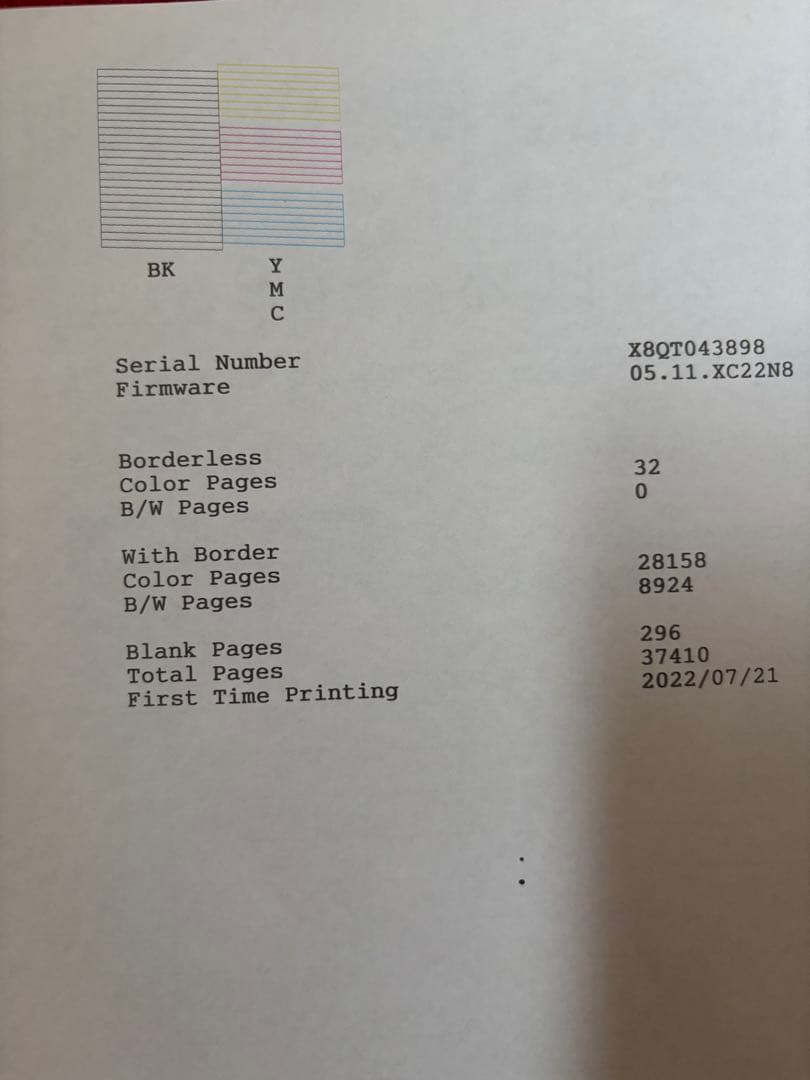 BK Y
M
C
Serial Number X8QT043898
Firmware 05.11.XC22N8
Borderless
Color Pages 32
B/W Pages 0
With Border
Color Pages 28158
B/W Pages 8924
Blank Pages 296
Total Pages 37410
First Time Printing 2022/07/21